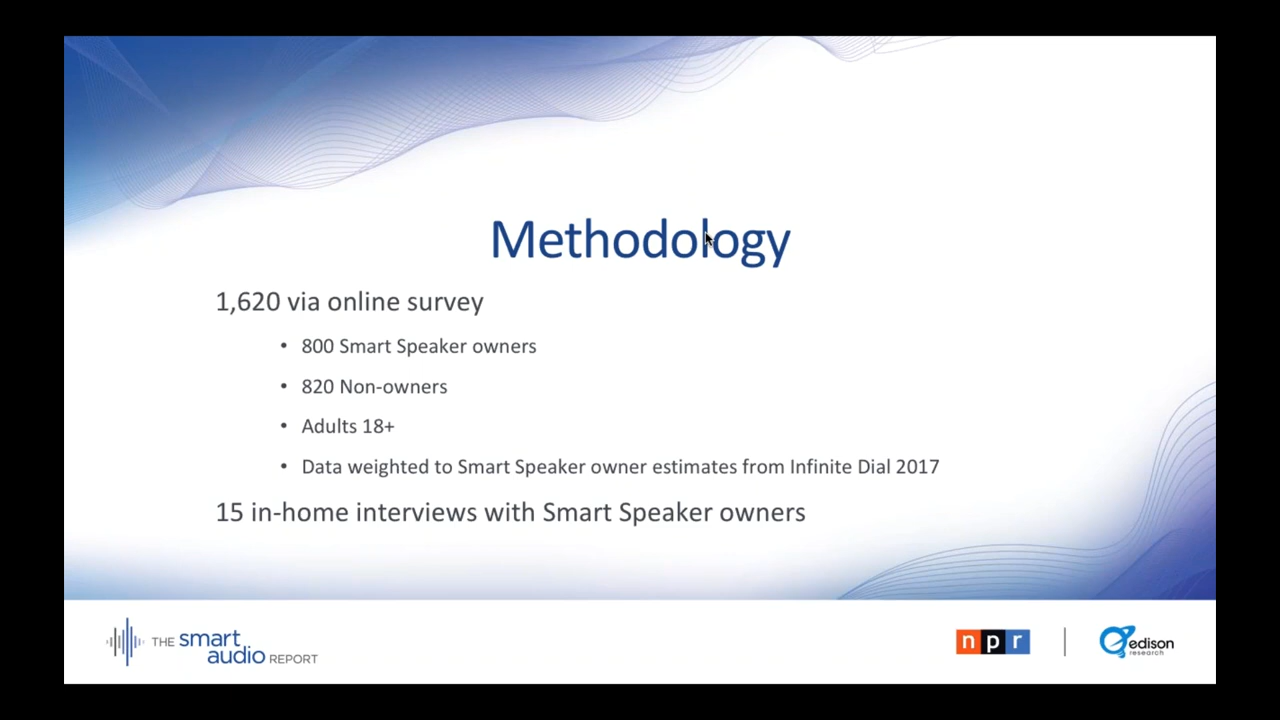 Methodology
1,620 via online survey
• 800 Smart Speaker owners
• 820 Non-owners
• Adults 18+
• Data weighted to Smart Speaker owner estimates from Infinite Dial 2017
15 in-home interviews with Smart Speaker owners
THE smart
audio REPORT
npr
edison
research